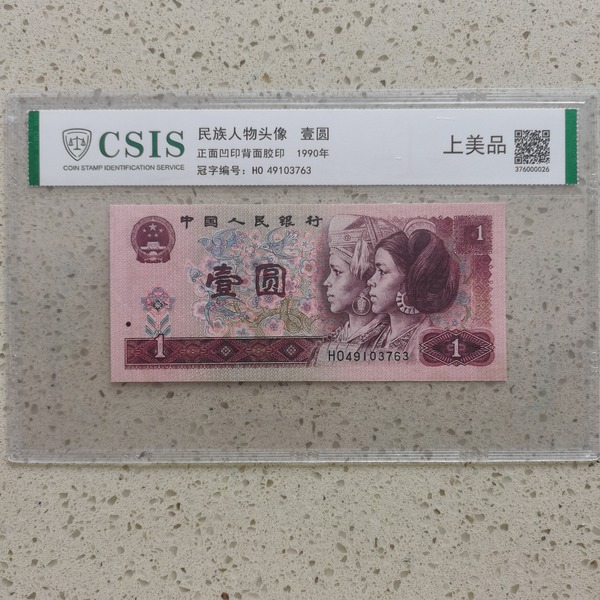 CSIS
COIN STAMP IDENTIFICATION SERVICE
民族人物头像 壹圆
正面凹印背面胶印 1990年
冠字编号: HO 49103763
上美品
376000026
中国人民银行
1
壹圆
1
HO49103763
1